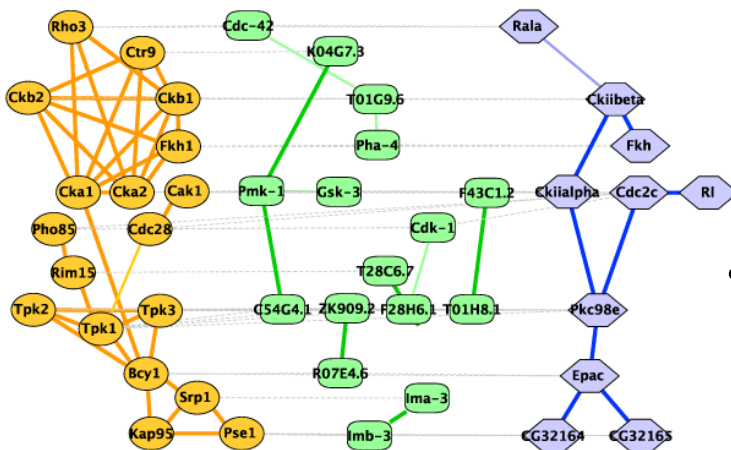 Rho3
Cdc-42
Rala
Ctr9
K04G7.3
Ckb2
Ckb1
T01G9.6
Ckiibeta
Fkh1
Pha-4
Fkh
Cka1
Cka2
Cak1
Pmk-1
Gsk-3
F43C1.2
Ckiialpha
Cdc2c
Rl
Pho85
Cdc28
Cdk-1
Rim15
T28C6.7
Tpk2
Tpk3
C54G4.1
ZK909.2
F28H6.1
T01H8.1
Pkc98e
Tpk1
Bcy1
R07E4.6
Epac
Srp1
Ima-3
Kap95
Pse1
Imb-3
CG32164
CG32165